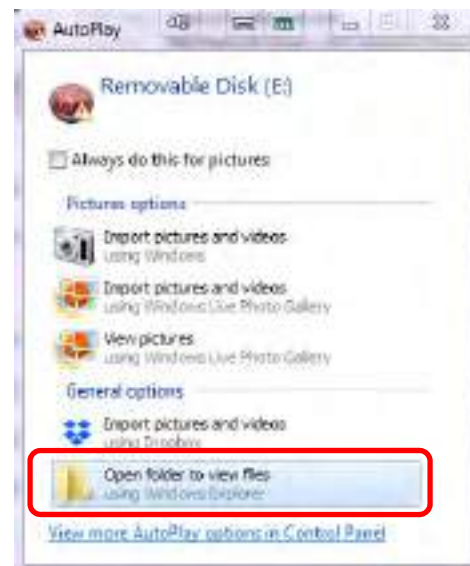 AutoPlay
Removable Disk (E:)
Always do this for pictures:
Pictures options
Import pictures and videos
using Windows
Import pictures and videos
using Windows Live Photo Gallery
View pictures
using Windows Live Photo Gallery
General options
Import pictures and videos
using Dropbox
Open folder to view files
using Windows Explorer
View more AutoPlay options in Control Panel